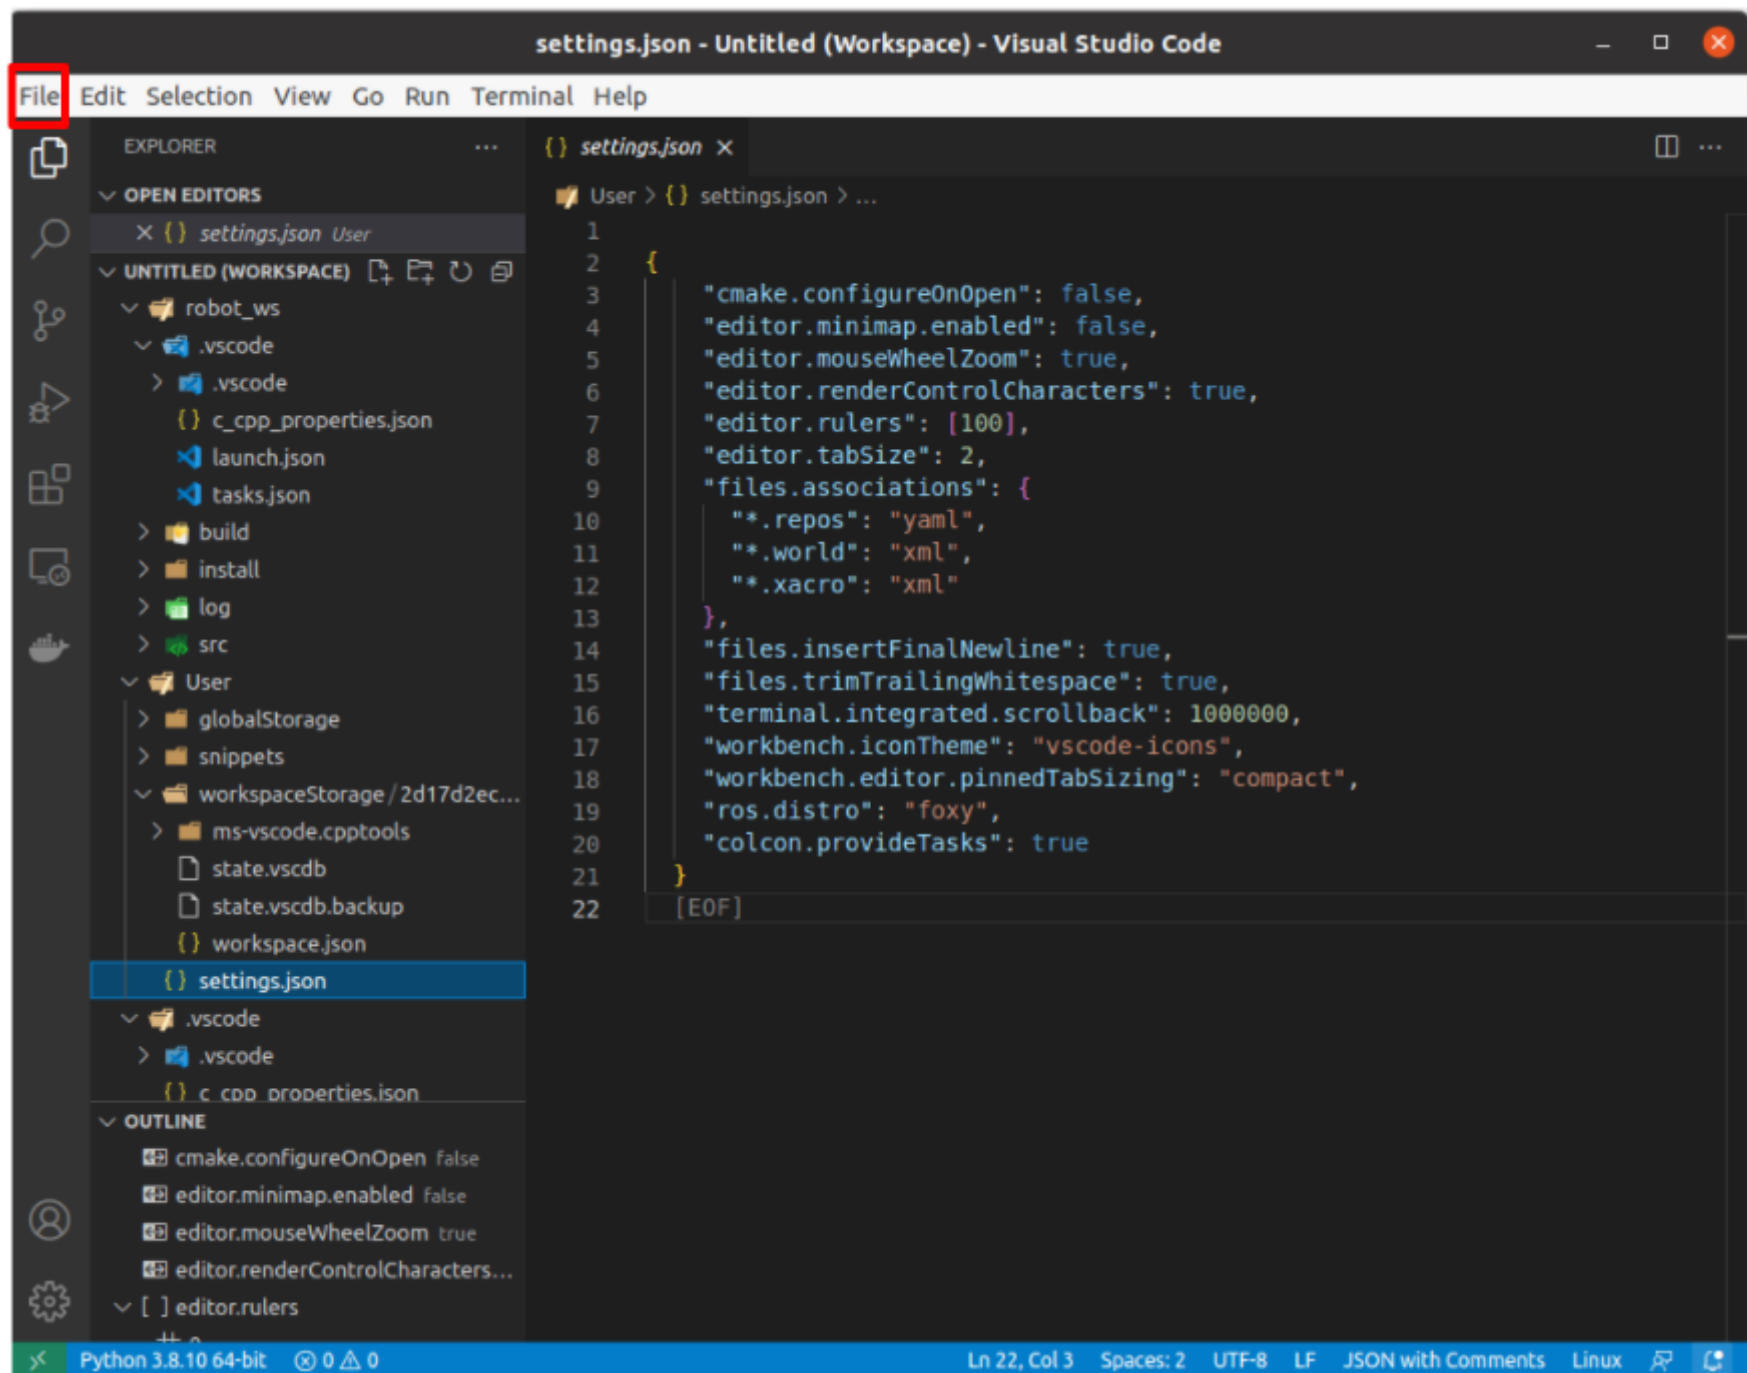 settings.json - Untitled (Workspace) - Visual Studio Code
File Edit Selection View Go Run Terminal Help
EXPLORER
OPEN EDITORS
{} settings.json User
UNTITLED (WORKSPACE)
robot_ws
.vscode
.vscode
{} c_cpp_properties.json
launch.json
tasks.json
build
install
log
src
User
globalStorage
snippets
workspaceStorage / 2d17d2ec...
ms-vscode.cpptools
state.vscdb
state.vscdb.backup
{} workspace.json
{} settings.json
.vscode
.vscode
{} c_cpp_properties.json
OUTLINE
cmake.configureOnOpen false
editor.minimap.enabled false
editor.mouseWheelZoom true
editor.renderControlCharacters...
[ ] editor.rulers
{} settings.json
User > {} settings.json > ...
1
2 {
3 "cmake.configureOnOpen": false,
4 "editor.minimap.enabled": false,
5 "editor.mouseWheelZoom": true,
6 "editor.renderControlCharacters": true,
7 "editor.rulers": [100],
8 "editor.tabSize": 2,
9 "files.associations": {
10 "*.repos": "yaml",
11 "*.world": "xml",
12 "*.xacro": "xml"
13 },
14 "files.insertFinalNewline": true,
15 "files.trimTrailingWhitespace": true,
16 "terminal.integrated.scrollback": 1000000,
17 "workbench.iconTheme": "vscode-icons",
18 "workbench.editor.pinnedTabSizing": "compact",
19 "ros.distro": "foxy",
20 "colcon.provideTasks": true
21 }
22 [EOF]
Python 3.8.10 64-bit 0 0 Ln 22, Col 3 Spaces: 2 UTF-8 LF JSON with Comments Linux